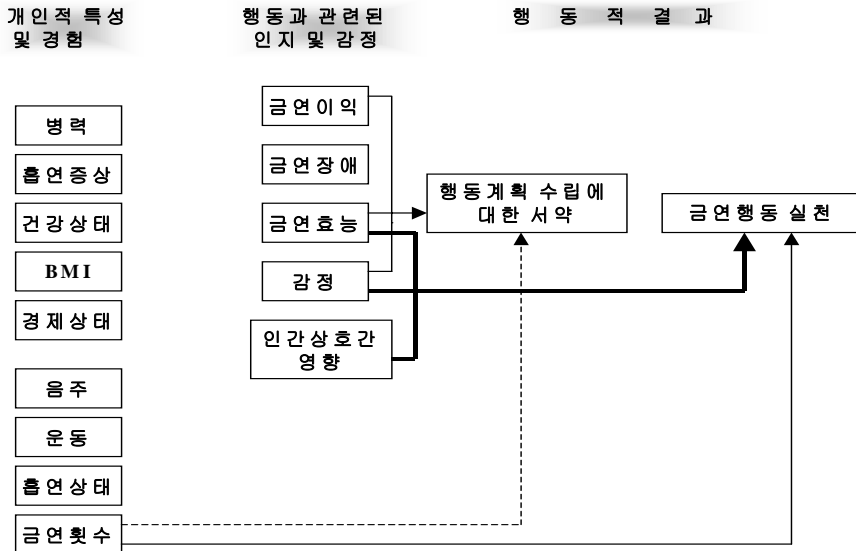 개인적 특성
및 경험
행동과 관련된
인지 및 감정
행 동 적 결 과
병력
흡연증상
건강상태
BMI
경제상태
음주
운동
흡연상태
금연횟수
금연이익
금연장애
금연효능
감정
인간상호간
영향
행동계획 수립에
대한 서약
금연행동 실천